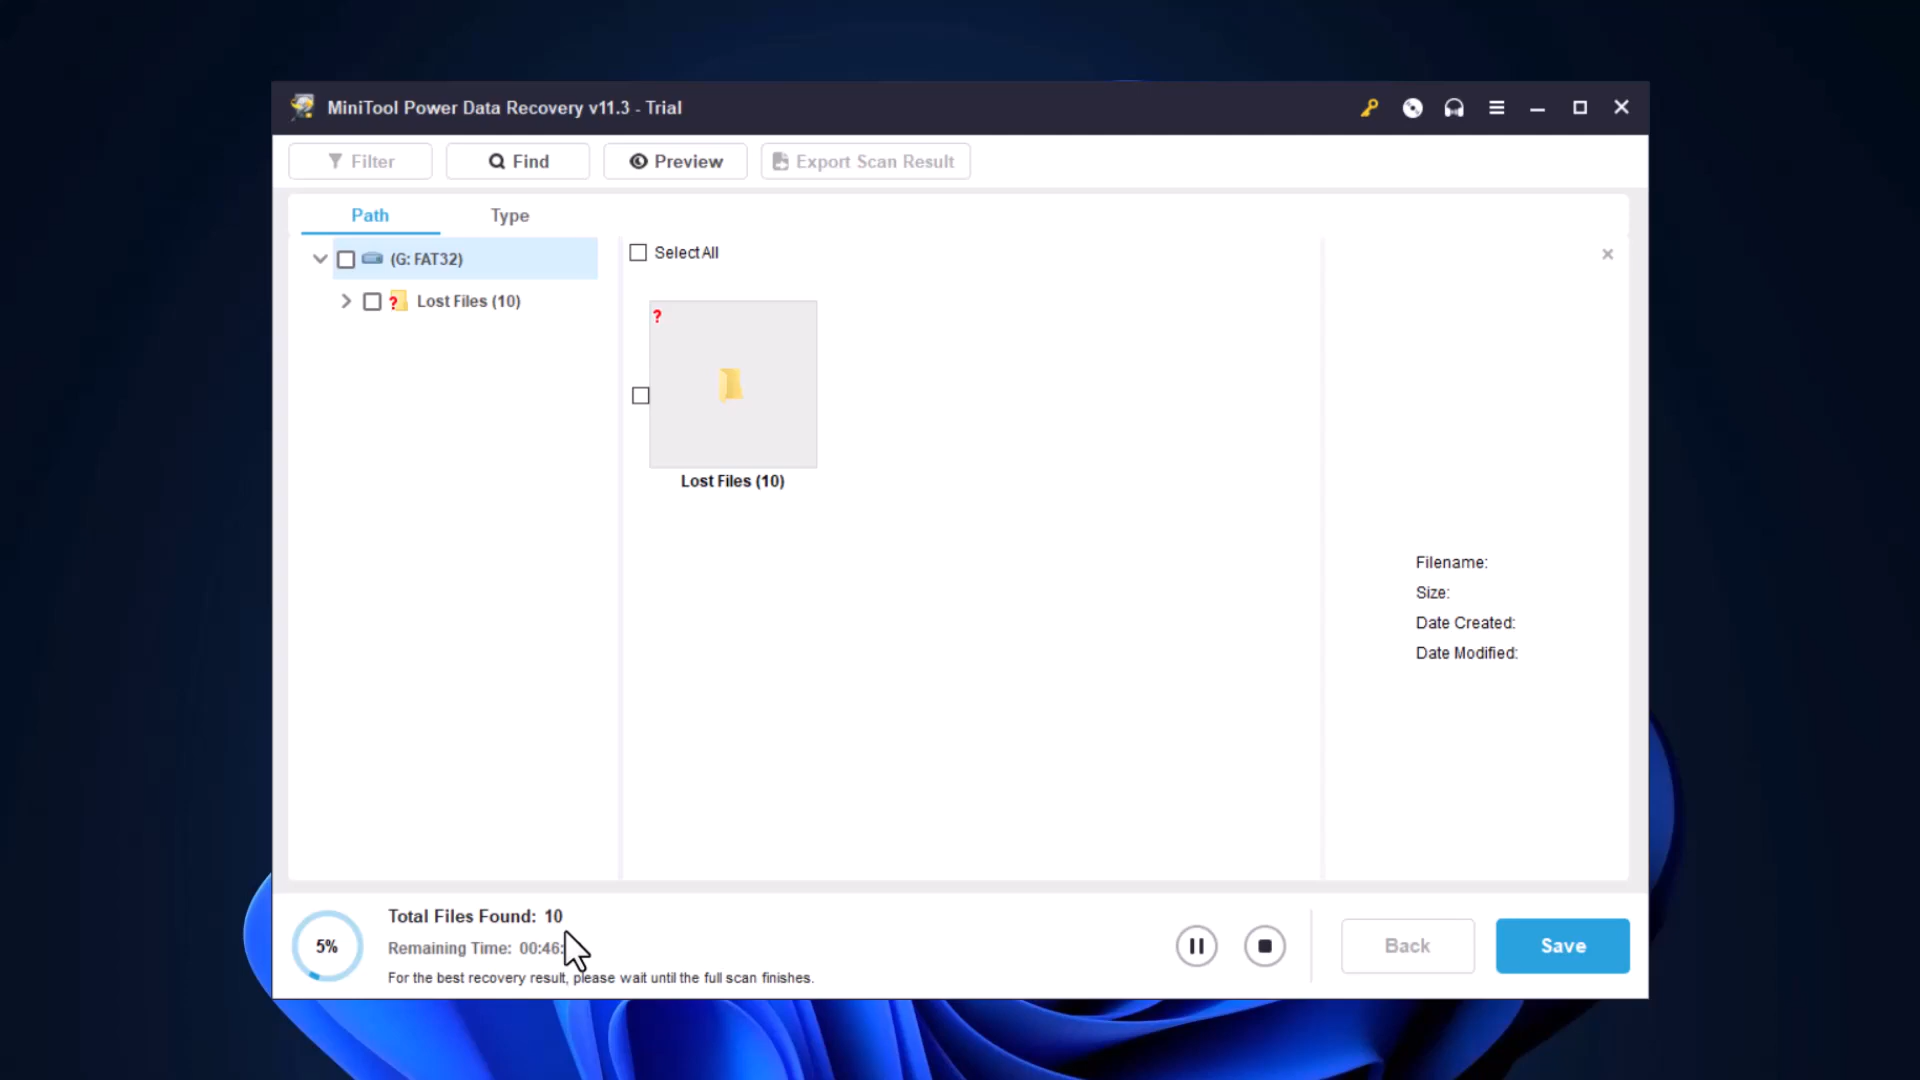 MiniTool Power Data Recovery v11.3 - Trial
Filter
Find
Preview
Export Scan Result
Path
Type
(G: FAT32)
Lost Files (10)
Select All
?
Lost Files (10)
Filename:
Size:
Date Created:
Date Modified:
5%
Total Files Found: 10
Remaining Time: 00:46:
For the best recovery result, please wait until the full scan finishes.
Back
Save